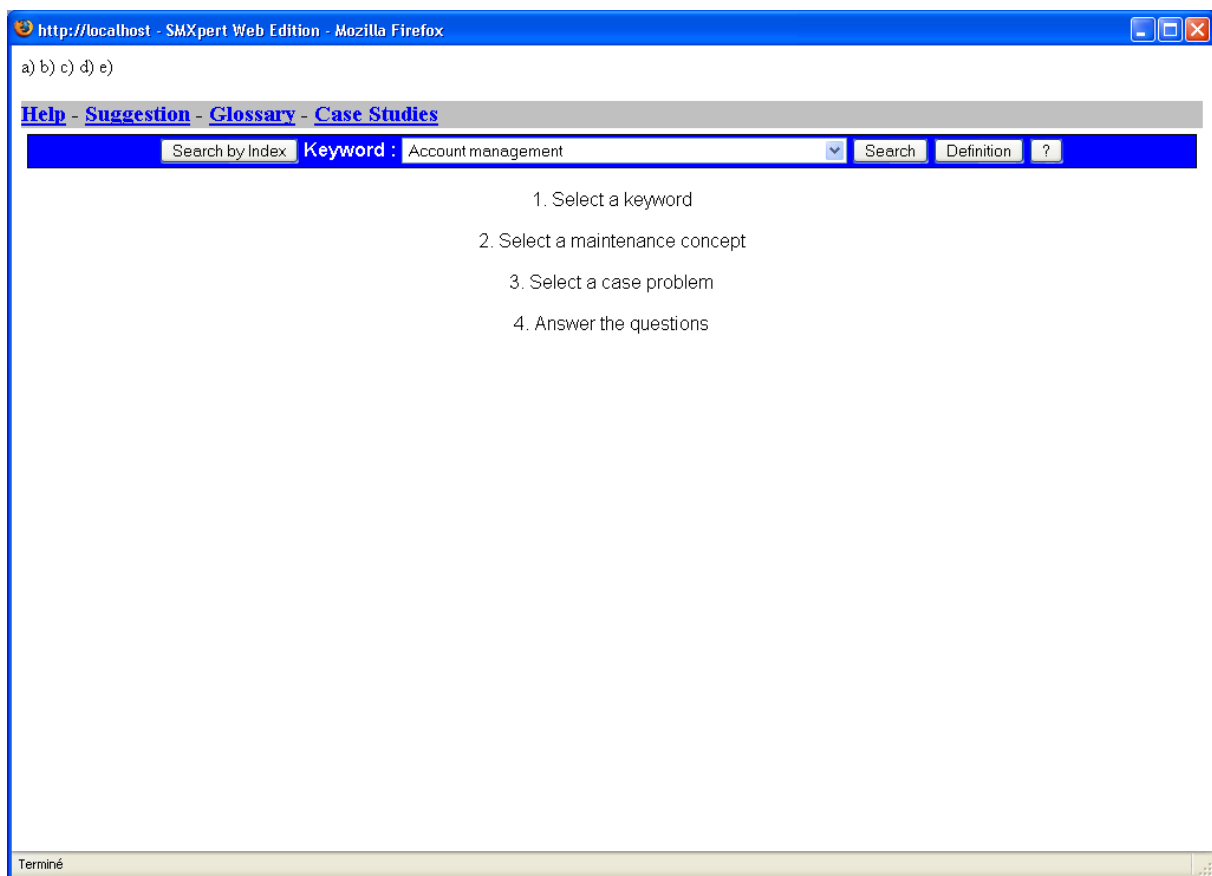 http://localhost - SMXpert Web Edition - Mozilla Firefox
a) b) c) d) e)
Help - Suggestion - Glossary - Case Studies
Search by Index Keyword : Account management Search Definition ?
1. Select a keyword
2. Select a maintenance concept
3. Select a case problem
4. Answer the questions
Terminé